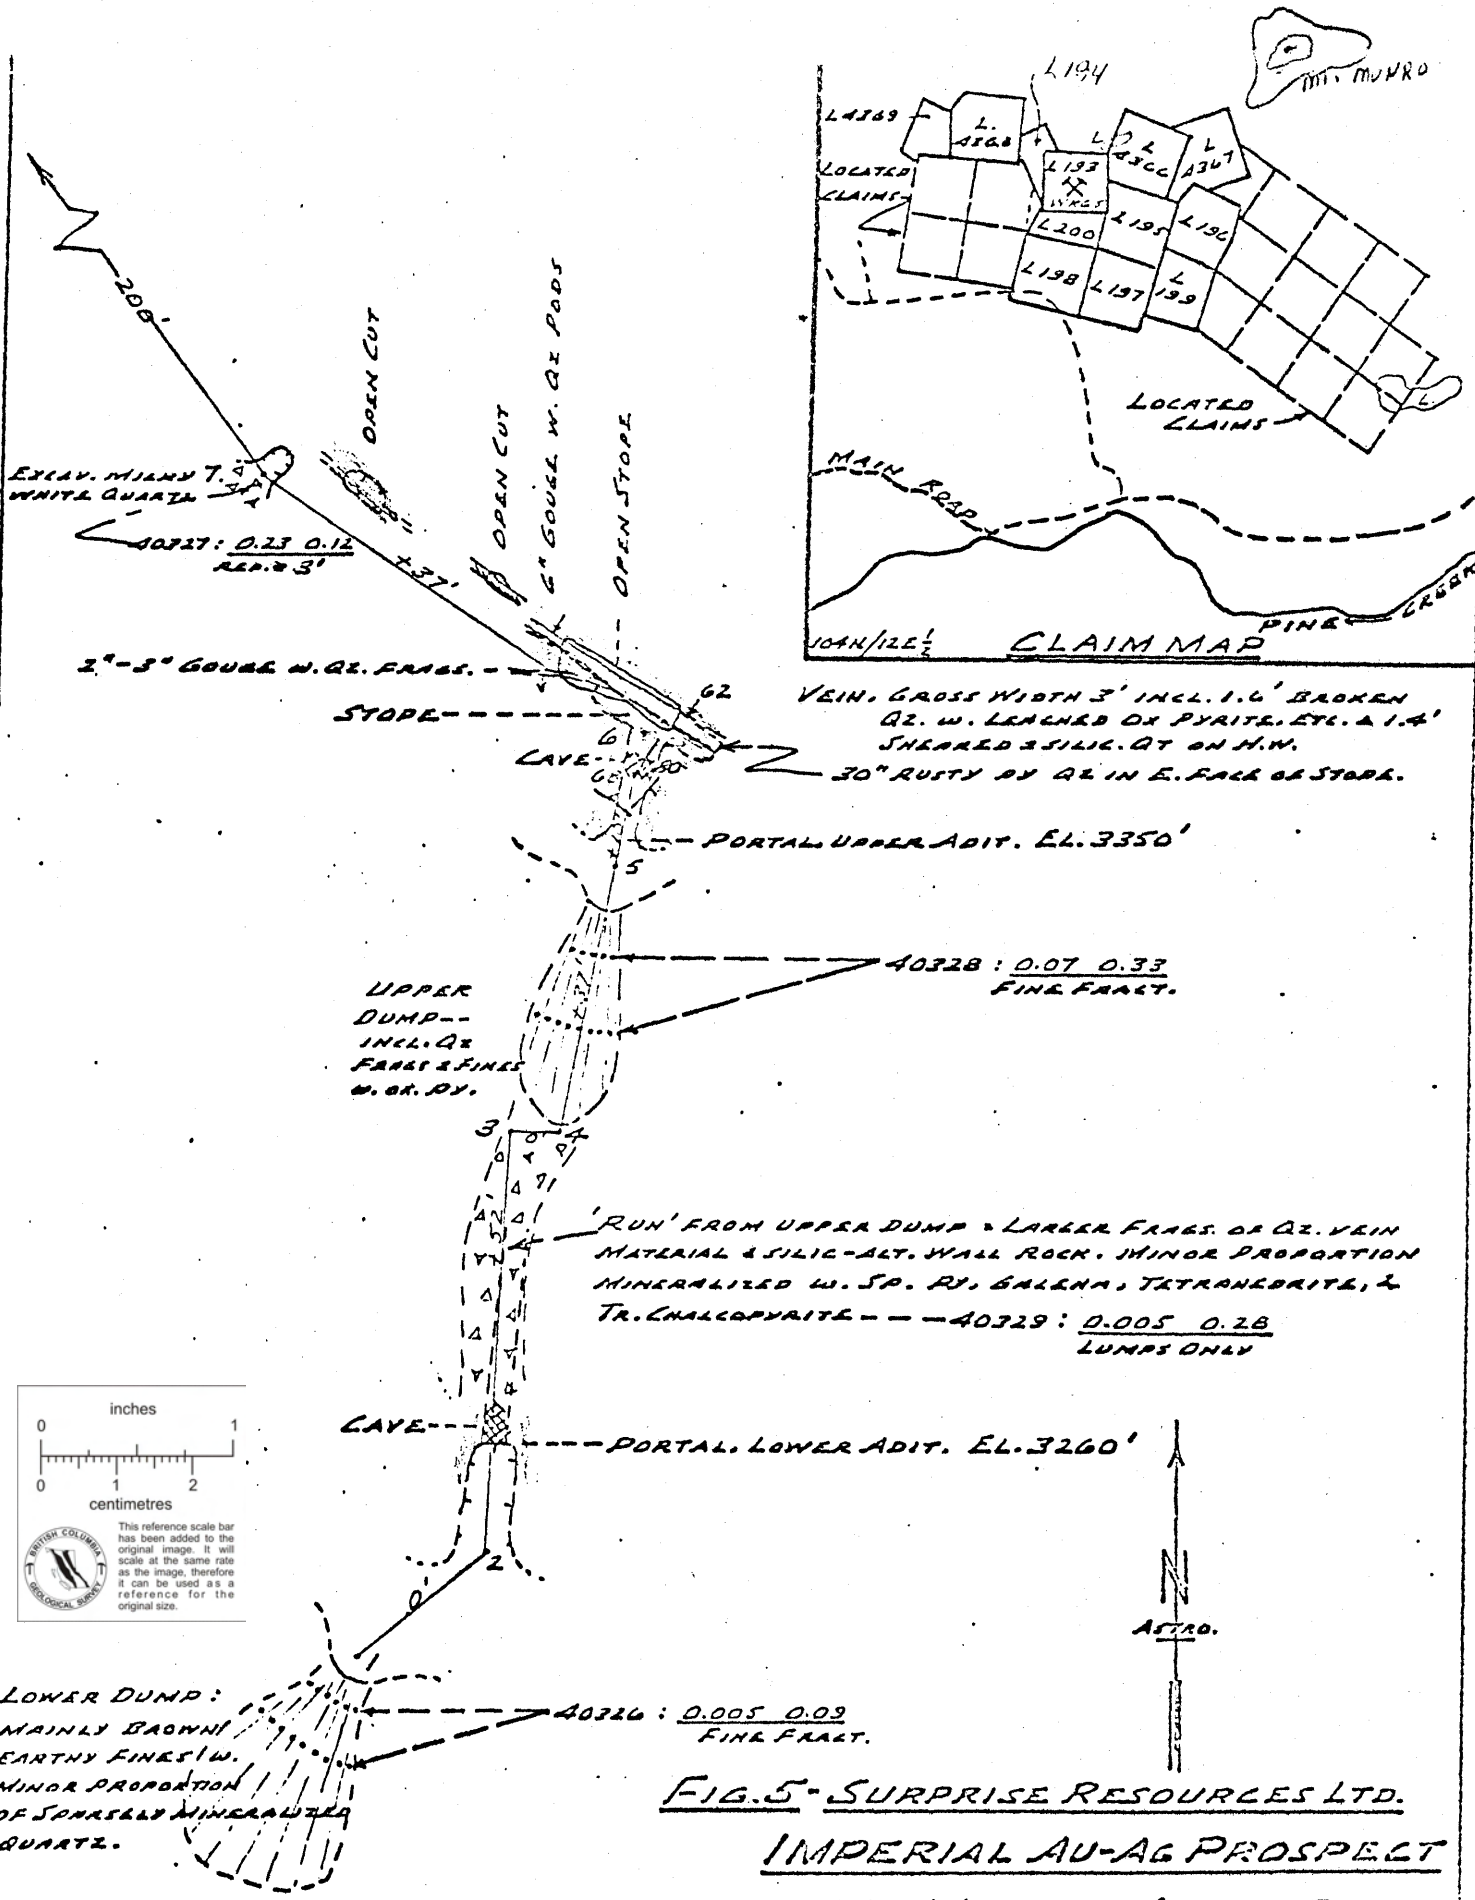 L194
MT. MUNRO
L4369
L.
4368
L
4366
L
4367
LOCATED
CLAIMS
L193
WKGS
L200
L195
L196
L198
L197
L
199
LOCATED
CLAIMS
MAIN ROAD
PINE CREEK
104N/12E½
CLAIM MAP
200'
OPEN CUT
OPEN CUT
6" GOUGE W. QZ PODS
OPEN STOPE
EXCAV. MILKY
WHITE QUARTZ
40327: 0.23 0.12
REP. 3'
+37'
2"-3" GOUGE W. QZ. FRAGS.
STOPE
62
VEIN. GROSS WIDTH 3' INCL. 1.6' BROKEN
QZ. W. LEACHED OX PYRITE. ETC. & 1.4'
SHEARED & SILIC. QT ON H.W.
30" RUSTY PY QZ IN E. FACE OF STOPE.
6
CAVE
80
PORTAL UPPER ADIT. EL. 3350'
5
40328: 0.07 0.33
FINE FRACT.
UPPER
DUMP--
INCL. QZ
FRAGS & FINES
W. OX. PY.
3
0'
4
71
52'
'RUN' FROM UPPER DUMP = LARGER FRAGS. OF QZ. VEIN
MATERIAL & SILIC-ALT. WALL ROCK. MINOR PROPORTION
MINERALIZED W. SP. PY. GALENA, TETRAHEDRITE, &
TR. CHALCOPYRITE --- 40329: 0.005 0.28
LUMPS ONLY
CAVE
PORTAL. LOWER ADIT. EL. 3260'
inches
0 1
0 1 2
centimetres
This reference scale bar
has been added to the
original image. It will
scale at the same rate
as the image, therefore
it can be used as a
reference for the
original size.
BRITISH COLUMBIA
GEOLOGICAL SURVEY
2
0'
N
ASTRO.
LOWER DUMP:
MAINLY BROWN
EARTHY FINES W.
MINOR PROPORTION
OF SPARSELY MINERALIZED
QUARTZ.
40326: 0.005 0.09
FINE FRACT.
FIG. 5 - SURPRISE RESOURCES LTD.
IMPERIAL AU-AG PROSPECT